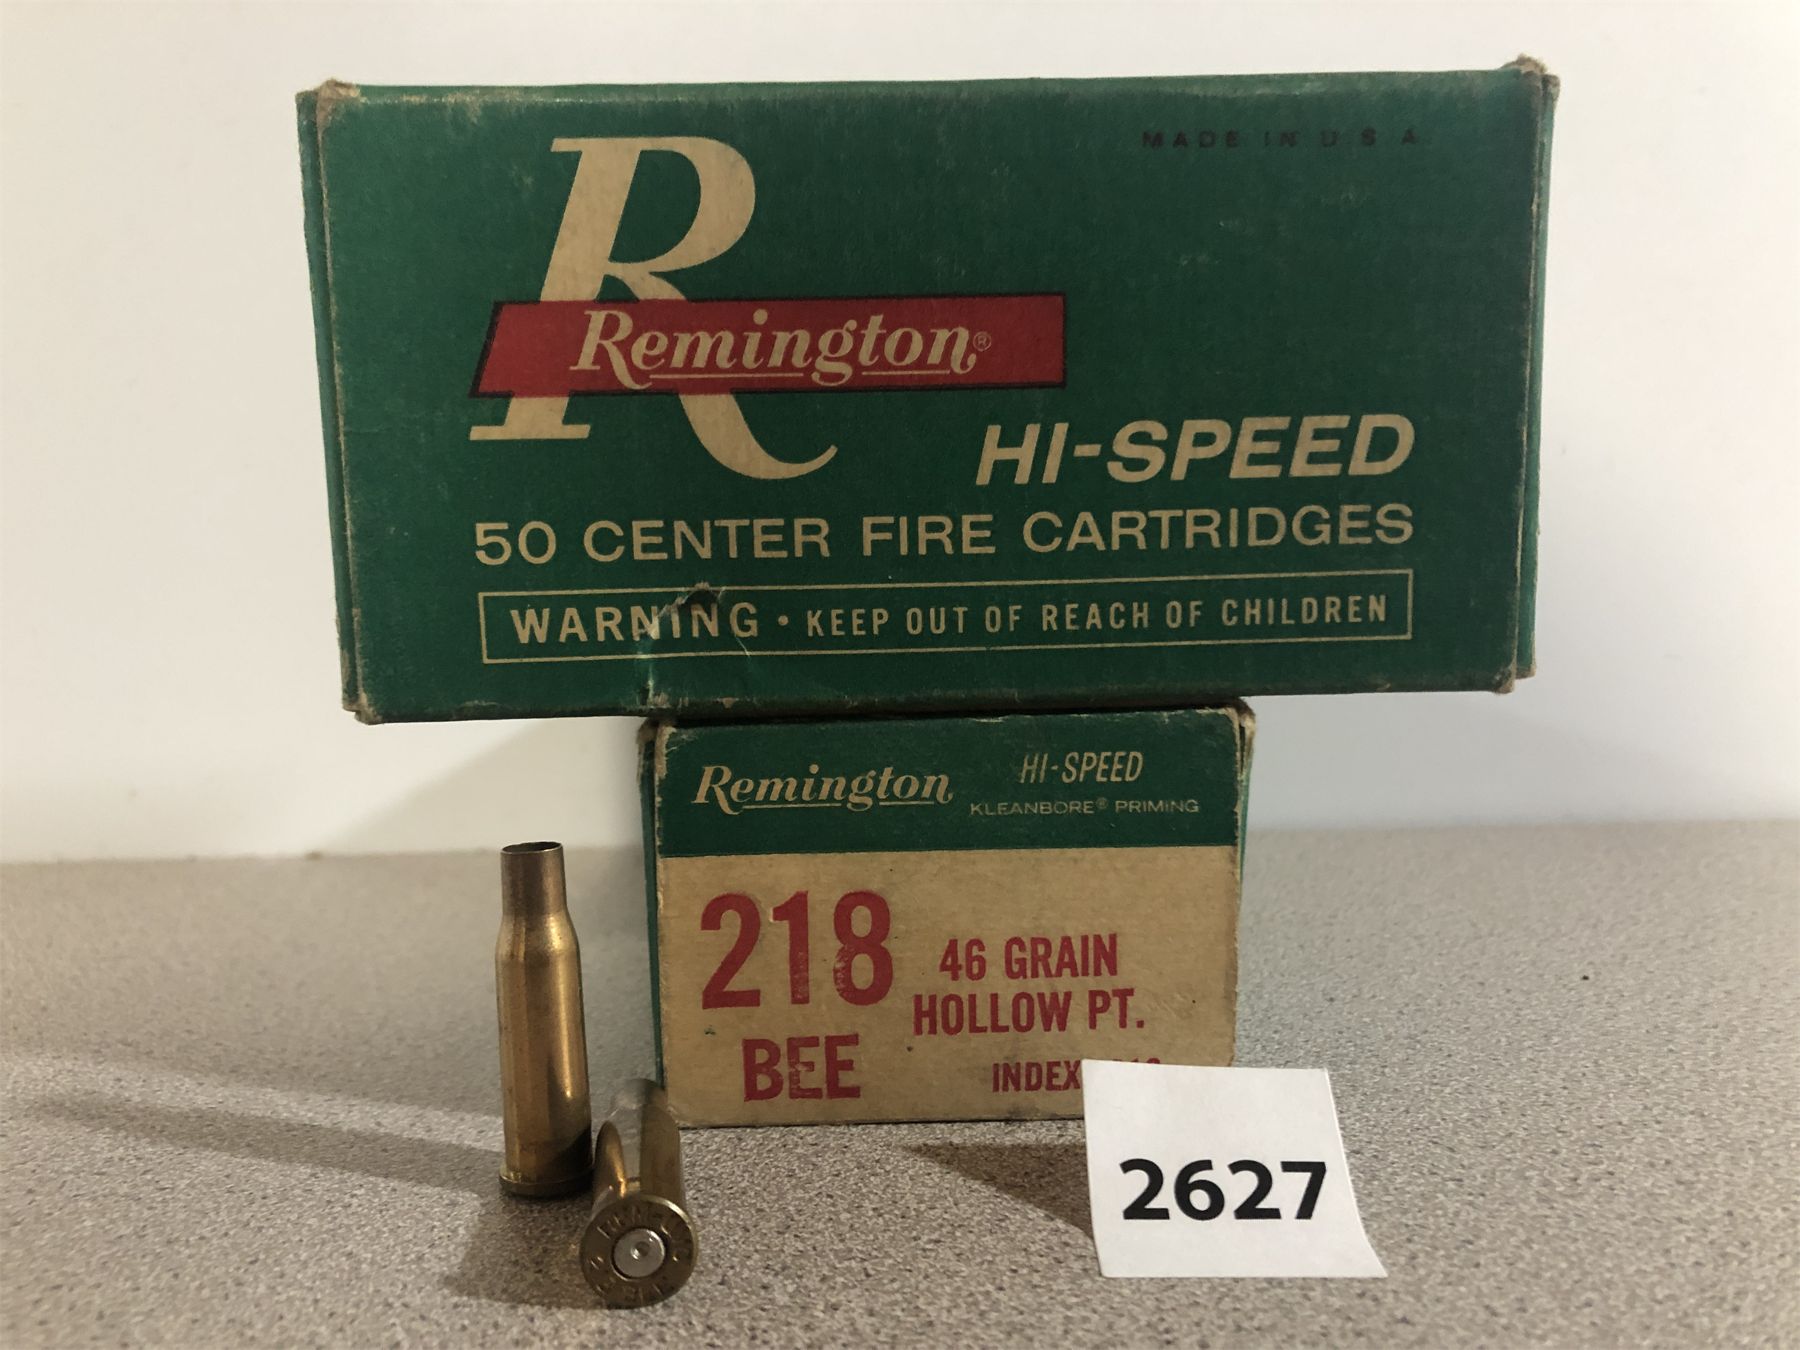 MADE IN U.S.A.
R
Remington®
HI-SPEED
50 CENTER FIRE CARTRIDGES
WARNING · KEEP OUT OF REACH OF CHILDREN
Remington HI-SPEED
KLEANBORE® PRIMING
218 46 GRAIN
HOLLOW PT.
BEE
INDEX
2627